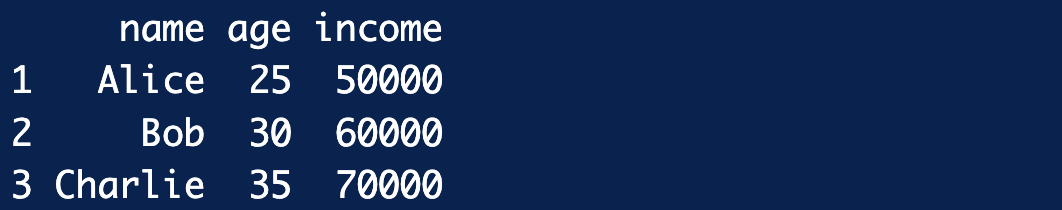 name age income
1 Alice 25 50000
2 Bob 30 60000
3 Charlie 35 70000